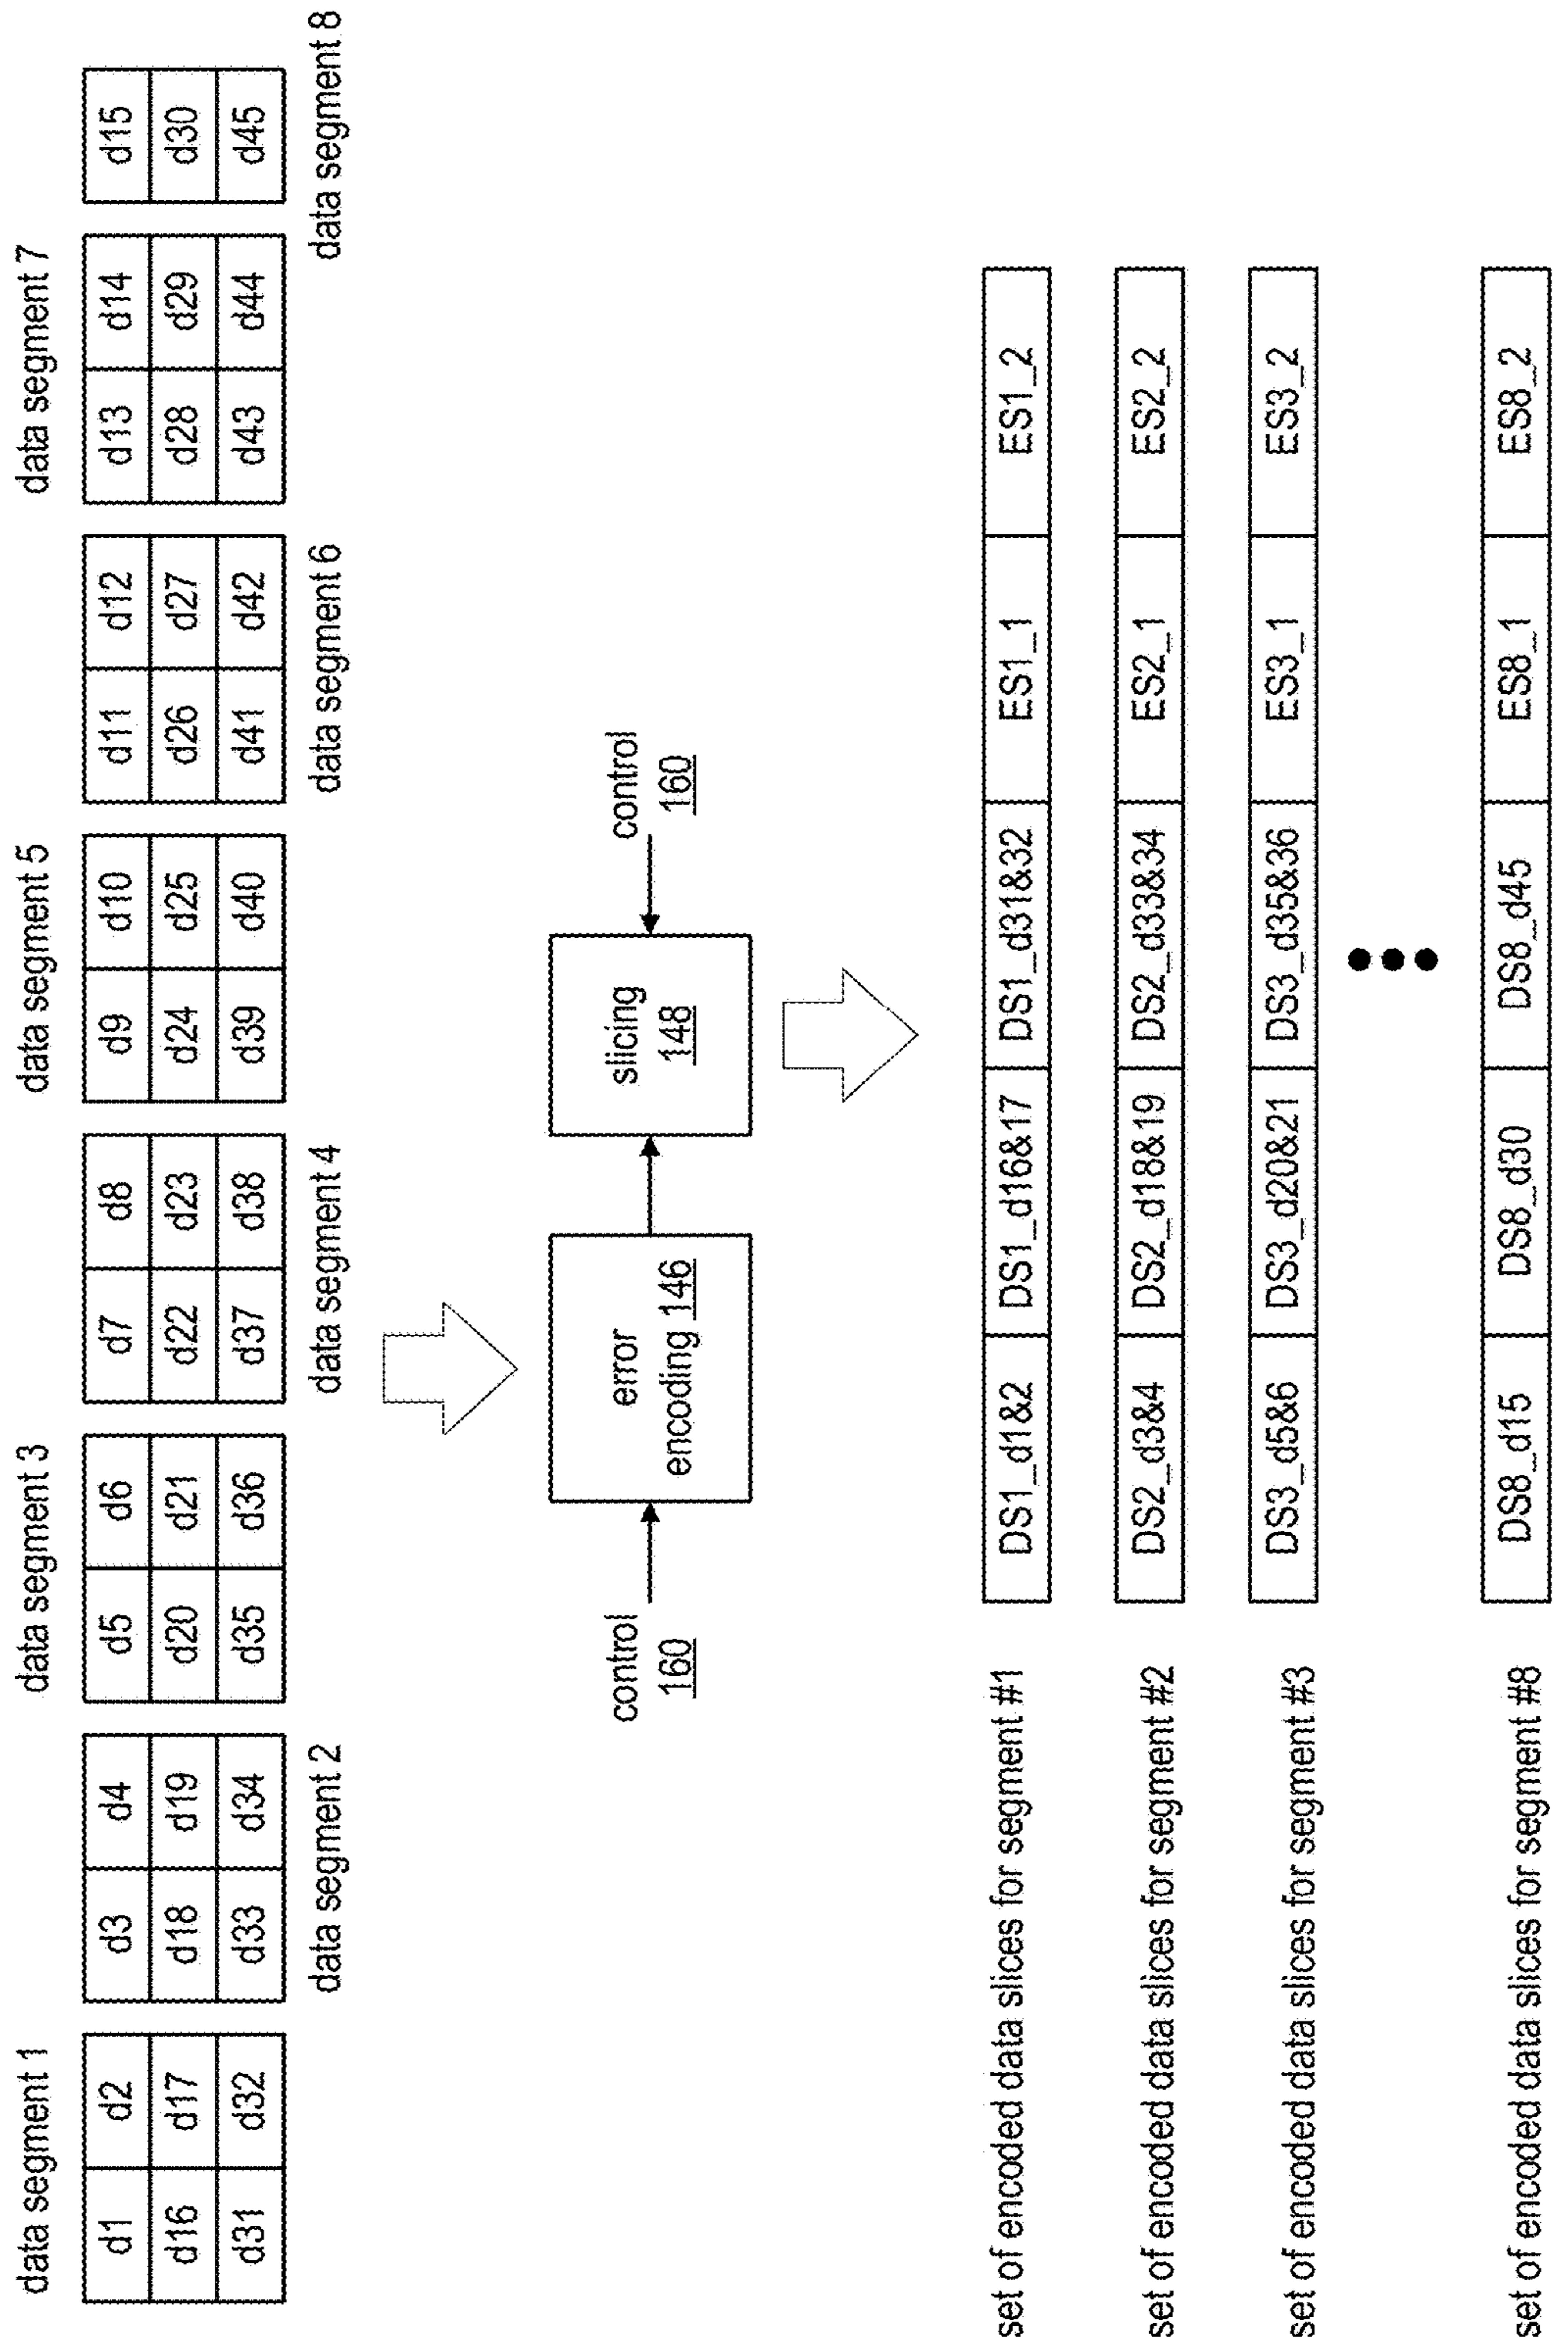 data segment 1
data segment 3
data segment 5
data segment 7
d1 d2 d3 d4 d5 d6 d7 d8 d9 d10 d11 d12 d13 d14 d15
d16 d17 d18 d19 d20 d21 d22 d23 d24 d25 d26 d27 d28 d29 d30
d31 d32 d33 d34 d35 d36 d37 d38 d39 d40 d41 d42 d43 d44 d45
data segment 2
data segment 4
data segment 6
data segment 8
control
160
error
encoding 146
slicing
148
control
160
set of encoded data slices for segment #1 DS1_d1&2 DS1_d16&17 DS1_d31&32 ES1_1 ES1_2
set of encoded data slices for segment #2 DS2_d3&4 DS2_d18&19 DS2_d33&34 ES2_1 ES2_2
set of encoded data slices for segment #3 DS3_d5&6 DS3_d20&21 DS3_d35&36 ES3_1 ES3_2
set of encoded data slices for segment #8 DS8_d15 DS8_d30 DS8_d45 ES8_1 ES8_2